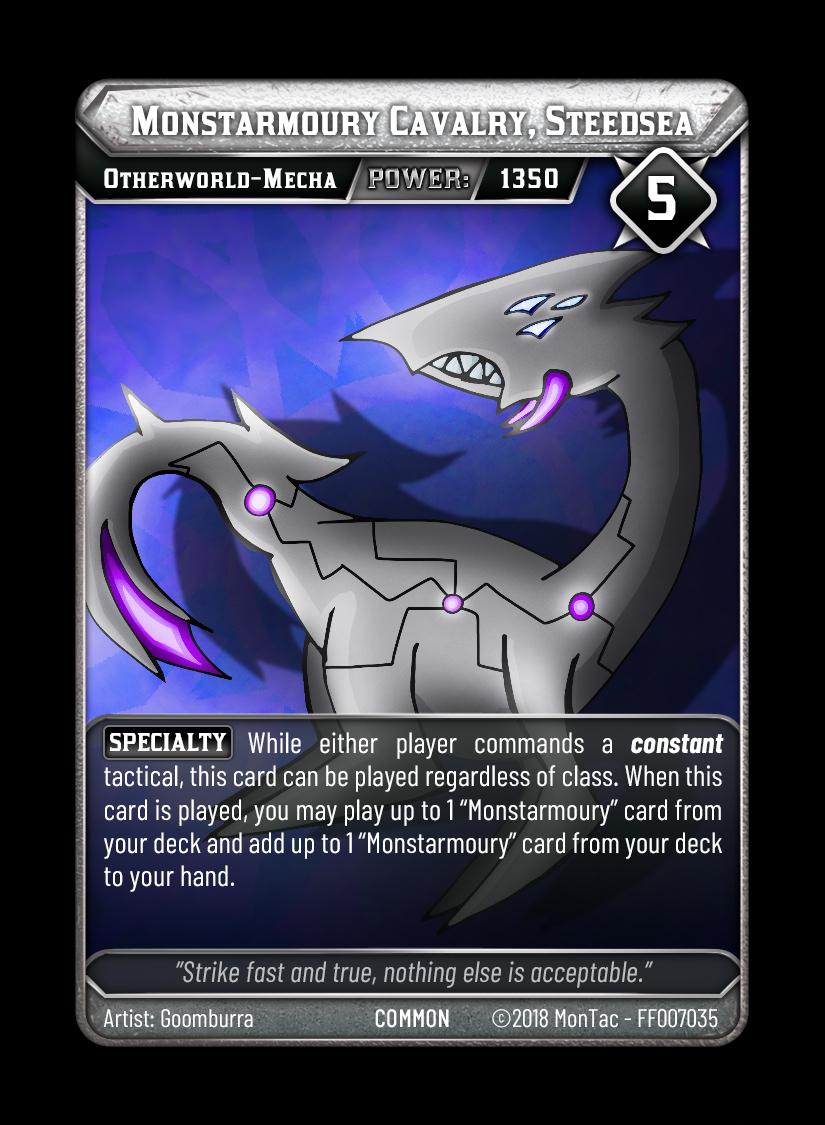 Monstarmoury Cavalry, Steedsea
Otherworld-Mecha POWER: 1350
5
SPECIALTY While either player commands a constant
tactical, this card can be played regardless of class. When this
card is played, you may play up to 1 “Monstarmoury” card from
your deck and add up to 1 “Monstarmoury” card from your deck
to your hand.
“Strike fast and true, nothing else is acceptable.”
Artist: Goomburra COMMON ©2018 MonTac - FF007035